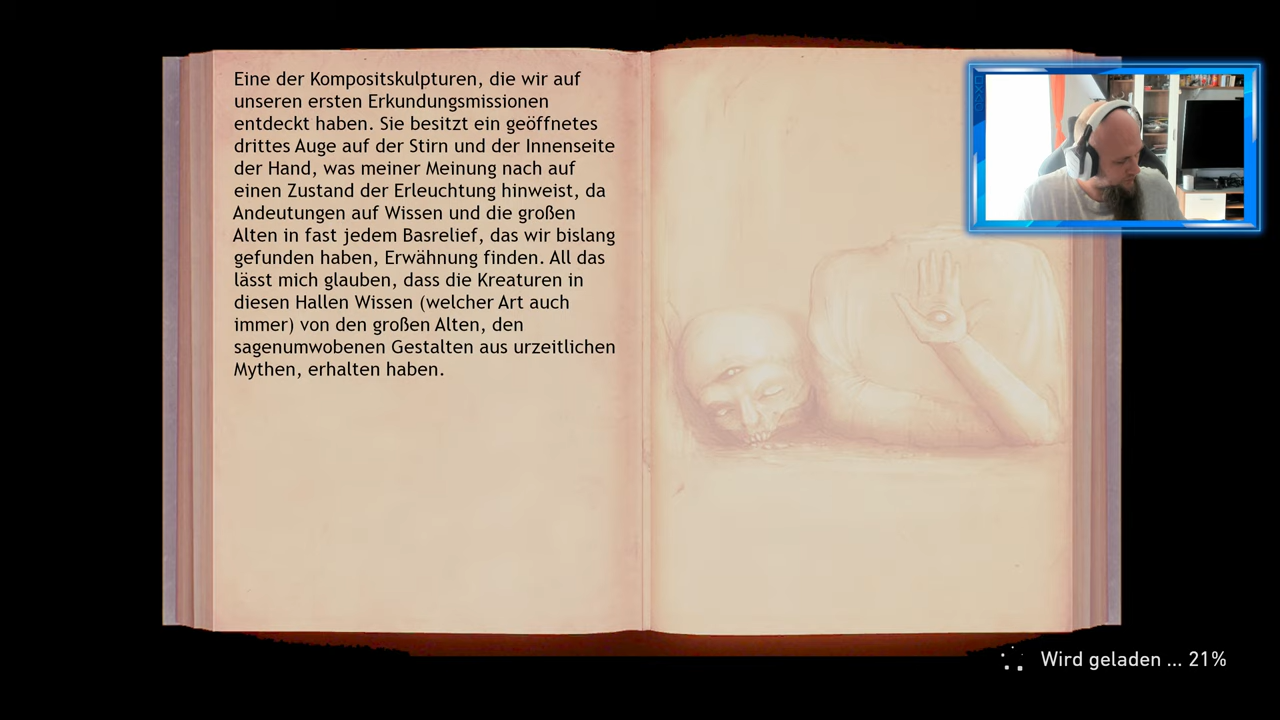 Eine der Kompositskulpturen, die wir auf
unseren ersten Erkundungsmissionen
entdeckt haben. Sie besitzt ein geöffnetes
drittes Auge auf der Stirn und der Innenseite
der Hand, was meiner Meinung nach auf
einen Zustand der Erleuchtung hinweist, da
Andeutungen auf Wissen und die großen
Alten in fast jedem Basrelief, das wir bislang
gefunden haben, Erwähnung finden. All das
lässt mich glauben, dass die Kreaturen in
diesen Hallen Wissen (welcher Art auch
immer) von den großen Alten, den
sagenumwobenen Gestalten aus urzeitlichen
Mythen, erhalten haben.
Wird geladen ... 21%